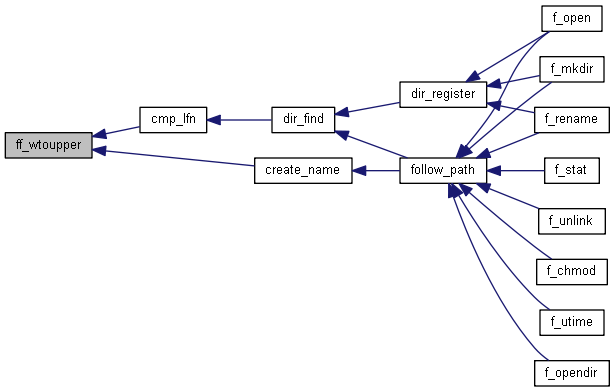 f_open
f_mkdir
dir_register
cmp_lfn
dir_find
f_rename
ff_wtoupper
create_name
follow_path
f_stat
f_unlink
f_chmod
f_utime
f_opendir